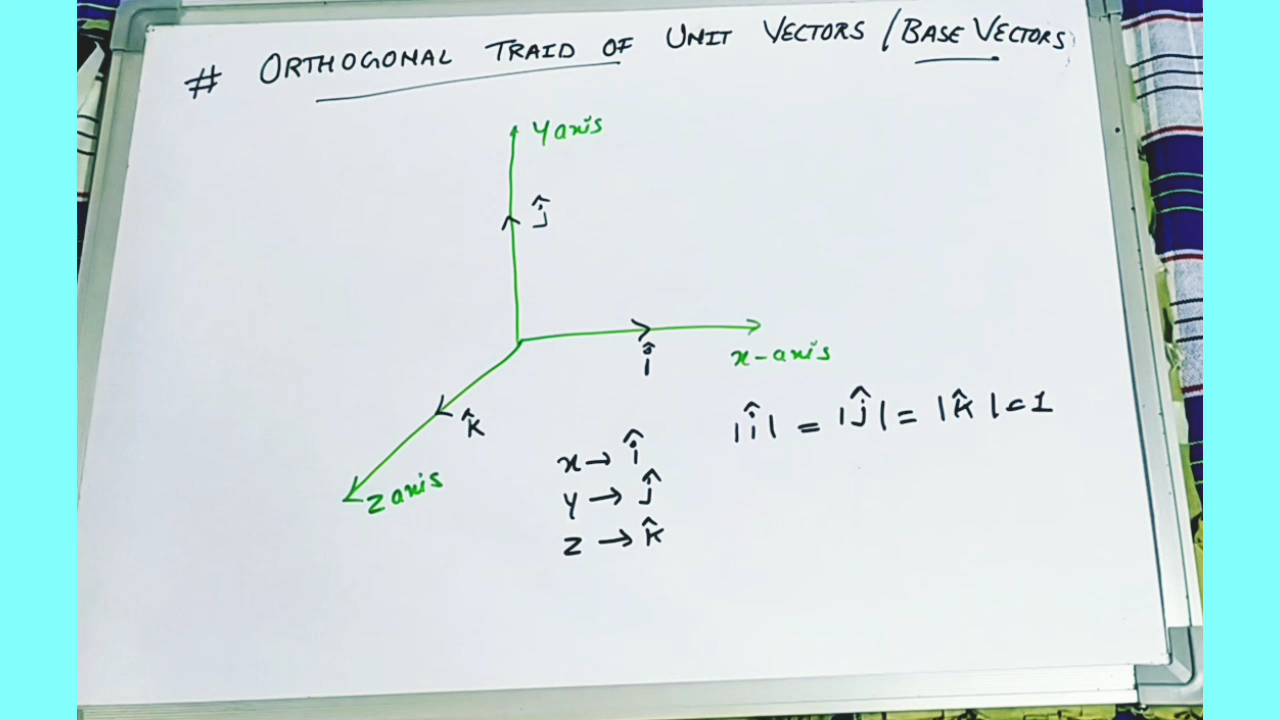 # ORTHOGONAL TRAID OF UNIT VECTORS / BASE VECTORS
y axis
ĵ
x-axis
î
k̂
z axis
|î| = |ĵ| = |k̂| = 1
x → î
y → ĵ
z → k̂